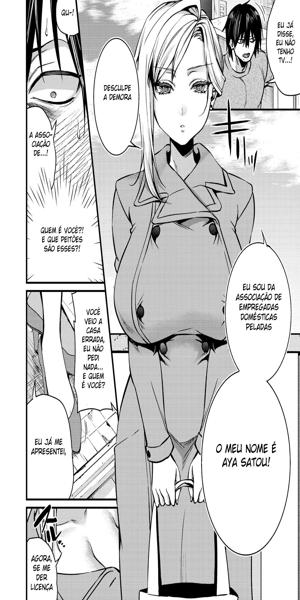 EU JÁ
DISSE,
EU NÃO
TENHO
TV...!
QU-!
DESCULPE
A DEMORA
A ASSO-
CIAÇÃO
DE...!
QUEM É VOCÊ?!
E QUE PEITÕES
SÃO ESSES?!
EU SOU DA
ASSOCIAÇÃO DE
EMPREGADAS
DOMÉSTICAS
PELADAS
O MEU NOME É
AYA SATOU!
VOCÊ
VEIO A
CASA
ERRADA,
EU NÃO
PEDI
NADA...
E QUEM
É VOCÊ?
EU JÁ ME
APRESENTEI,
AGORA,
SE ME
DER
LICENÇA